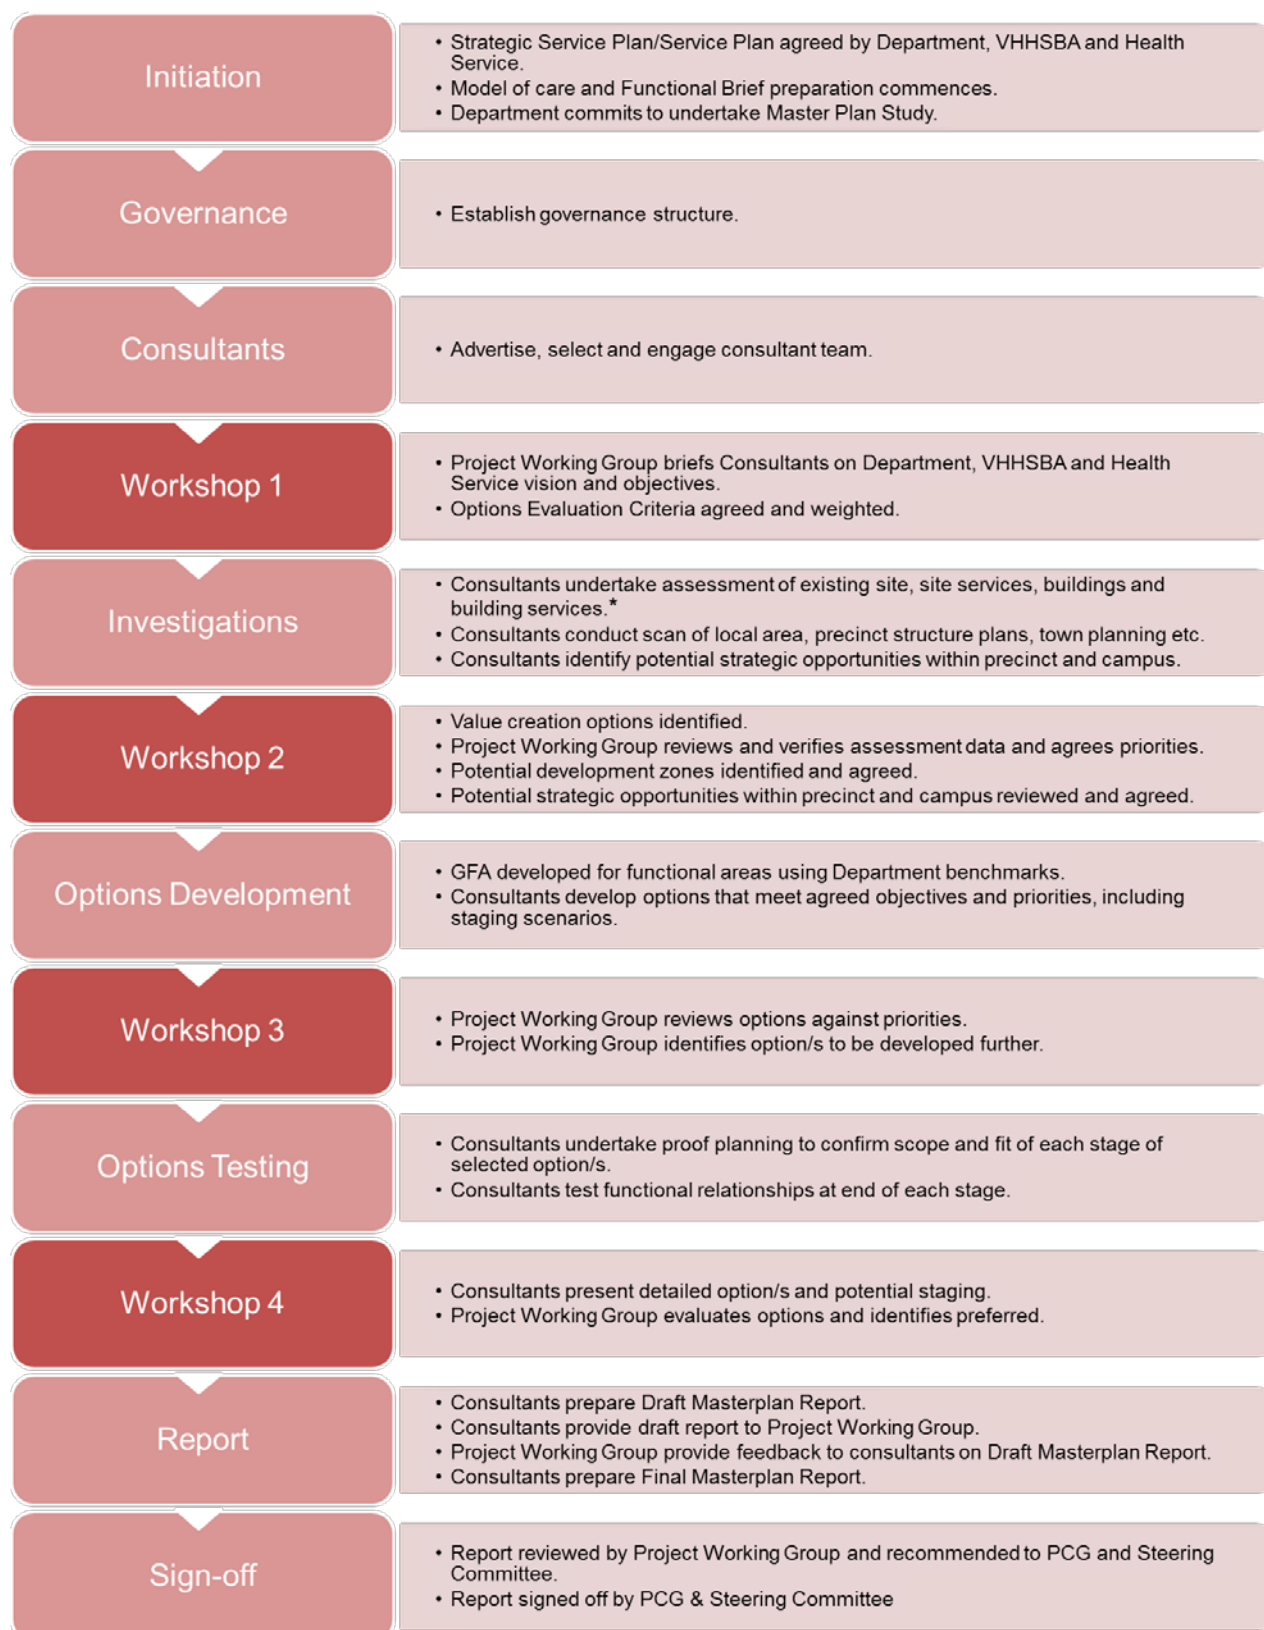 Initiation
• Strategic Service Plan/Service Plan agreed by Department, VHHSBA and Health
Service.
• Model of care and Functional Brief preparation commences.
• Department commits to undertake Master Plan Study.
Governance
• Establish governance structure.
Consultants
• Advertise, select and engage consultant team.
Workshop 1
• Project Working Group briefs Consultants on Department, VHHSBA and Health
Service vision and objectives.
• Options Evaluation Criteria agreed and weighted.
Investigations
• Consultants undertake assessment of existing site, site services, buildings and
building services.*
• Consultants conduct scan of local area, precinct structure plans, town planning etc.
• Consultants identify potential strategic opportunities within precinct and campus.
Workshop 2
• Value creation options identified.
• Project Working Group reviews and verifies assessment data and agrees priorities.
• Potential development zones identified and agreed.
• Potential strategic opportunities within precinct and campus reviewed and agreed.
Options Development
• GFA developed for functional areas using Department benchmarks.
• Consultants develop options that meet agreed objectives and priorities, including
staging scenarios.
Workshop 3
• Project Working Group reviews options against priorities.
• Project Working Group identifies option/s to be developed further.
Options Testing
• Consultants undertake proof planning to confirm scope and fit of each stage of
selected option/s.
• Consultants test functional relationships at end of each stage.
Workshop 4
• Consultants present detailed option/s and potential staging.
• Project Working Group evaluates options and identifies preferred.
Report
• Consultants prepare Draft Masterplan Report.
• Consultants provide draft report to Project Working Group.
• Project Working Group provide feedback to consultants on Draft Masterplan Report.
• Consultants prepare Final Masterplan Report.
Sign-off
• Report reviewed by Project Working Group and recommended to PCG and Steering
Committee.
• Report signed off by PCG & Steering Committee